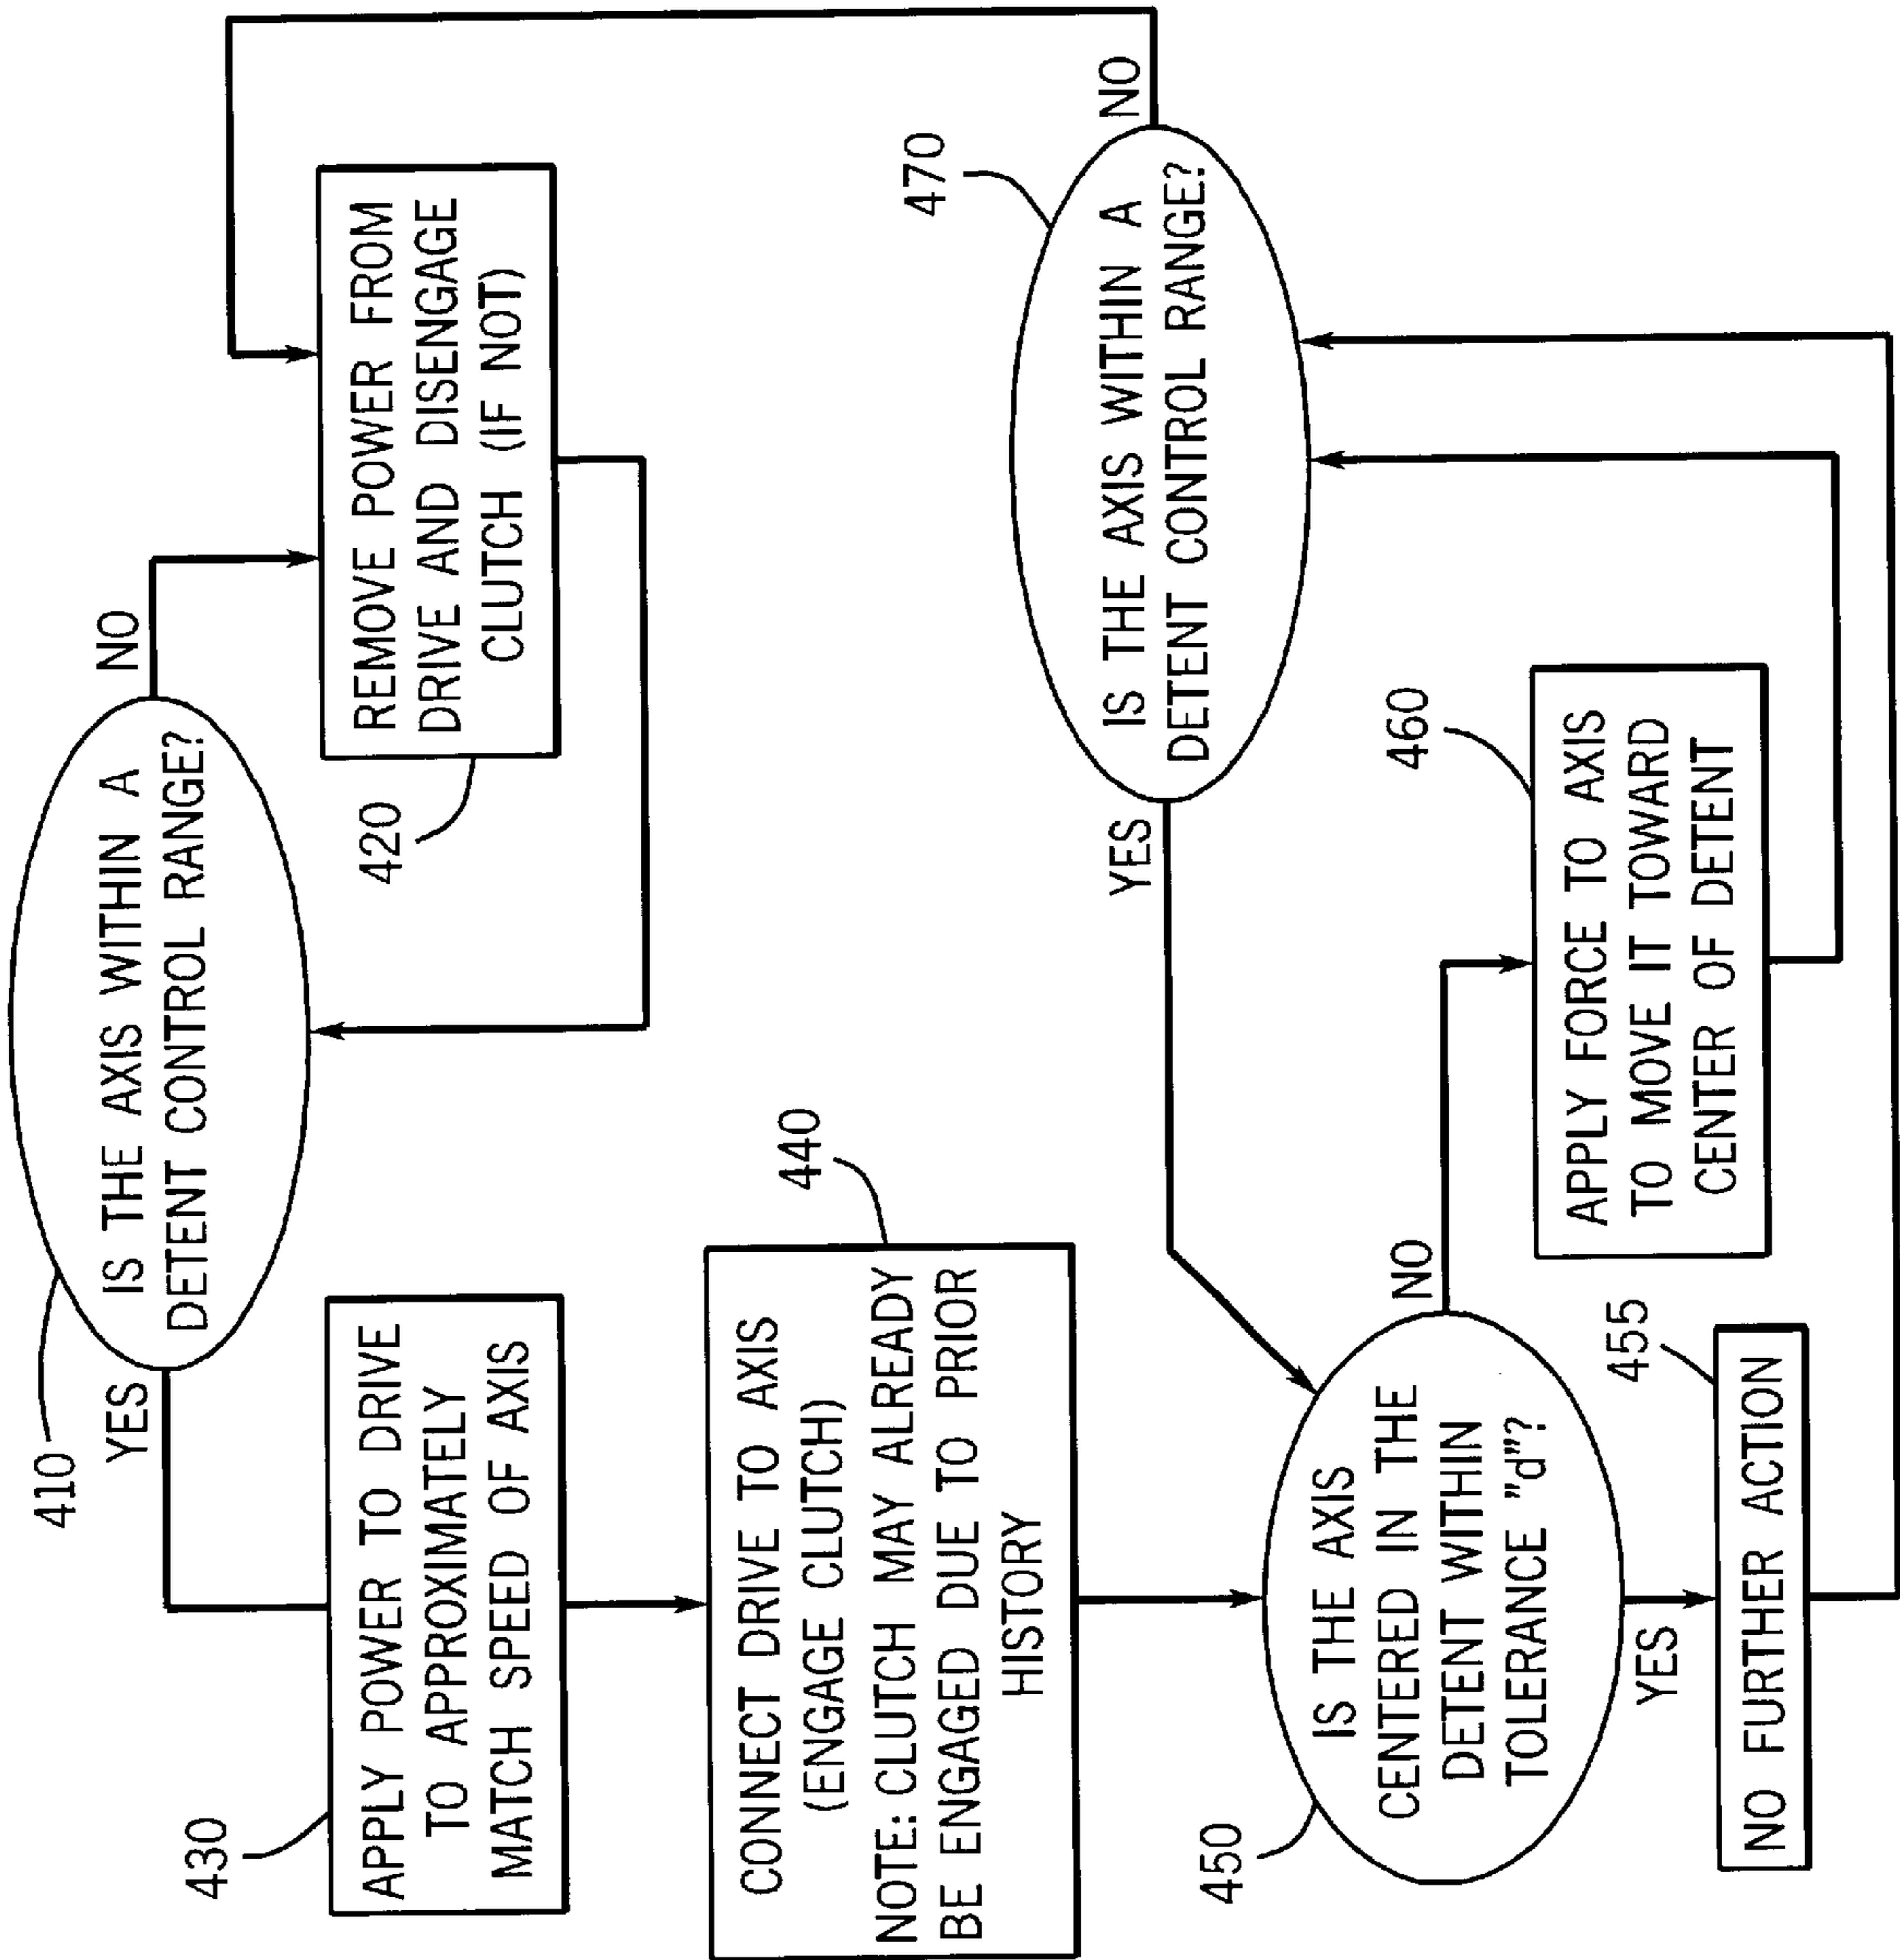 410
IS THE AXIS WITHIN A
DETENT CONTROL RANGE?
YES
NO
430
APPLY POWER TO DRIVE
TO APPROXIMATELY
MATCH SPEED OF AXIS
420
REMOVE POWER FROM
DRIVE AND DISENGAGE
CLUTCH (IF NOT)
440
CONNECT DRIVE TO AXIS
(ENGAGE CLUTCH)
NOTE: CLUTCH MAY ALREADY
BE ENGAGED DUE TO PRIOR
HISTORY
450
IS THE AXIS
CENTERED IN THE
DETENT WITHIN
TOLERANCE "d"?
NO
YES
455
NO FURTHER ACTION
460
APPLY FORCE TO AXIS
TO MOVE IT TOWARD
CENTER OF DETENT
470
IS THE AXIS WITHIN A
DETENT CONTROL RANGE?
YES
NO